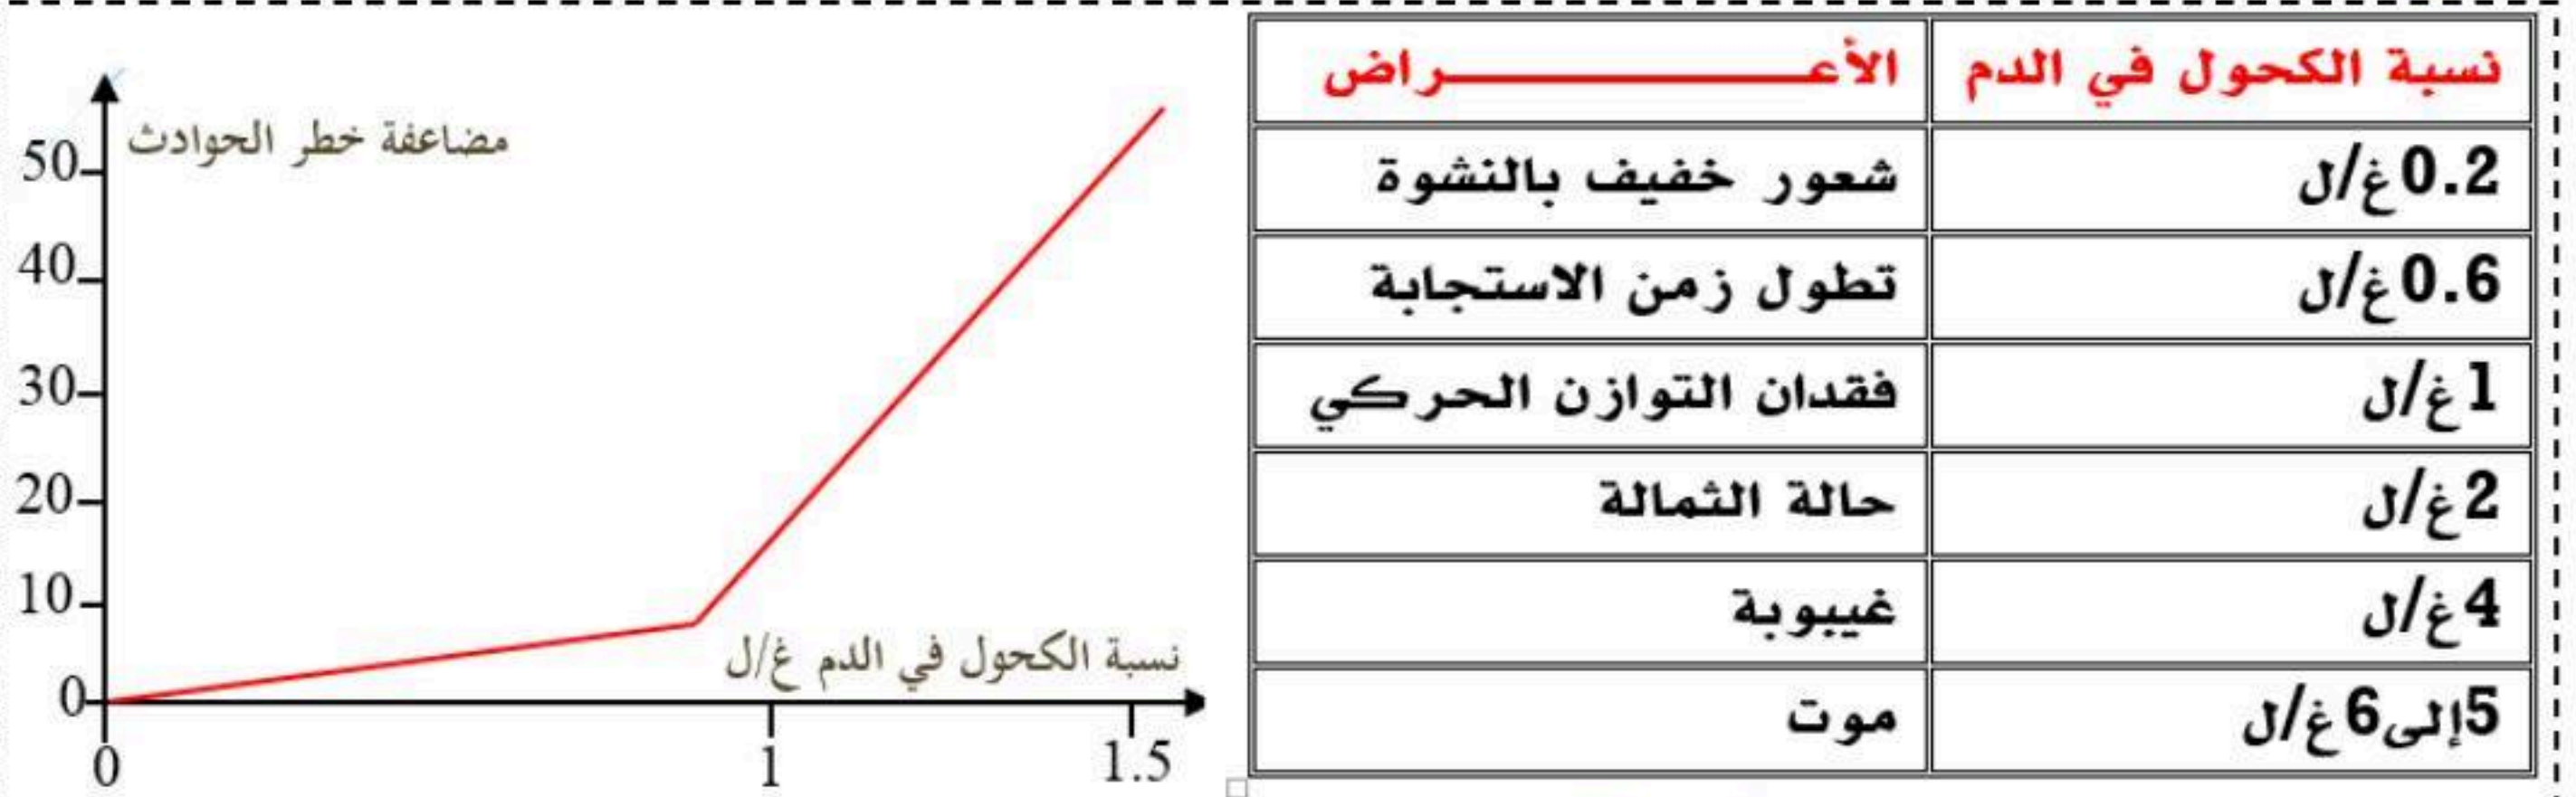 نسبة الكحول في الدم الأعـــــــــــراض
0.2غ/ل شعور خفيف بالنشوة
0.6غ/ل تطول زمن الاستجابة
1غ/ل فقدان التوازن الحركي
2غ/ل حالة الثمالة
4غ/ل غيبوبة
5إلى6غ/ل موت
مضاعفة خطر الحوادث
50
40
30
20
10
0
نسبة الكحول في الدم غ/ل
0 1 1.5